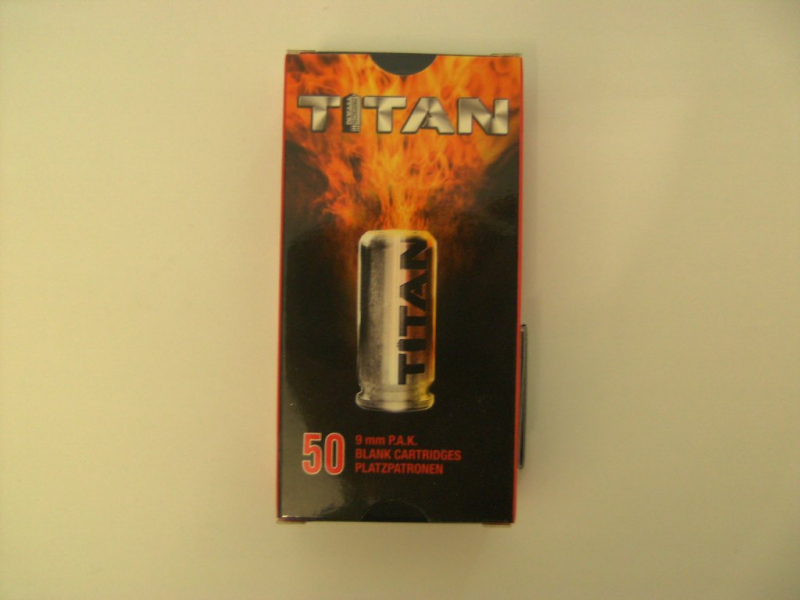 TITAN
TITAN
50
9 mm P.A.K.
BLANK CARTRIDGES
PLATZPATRONEN